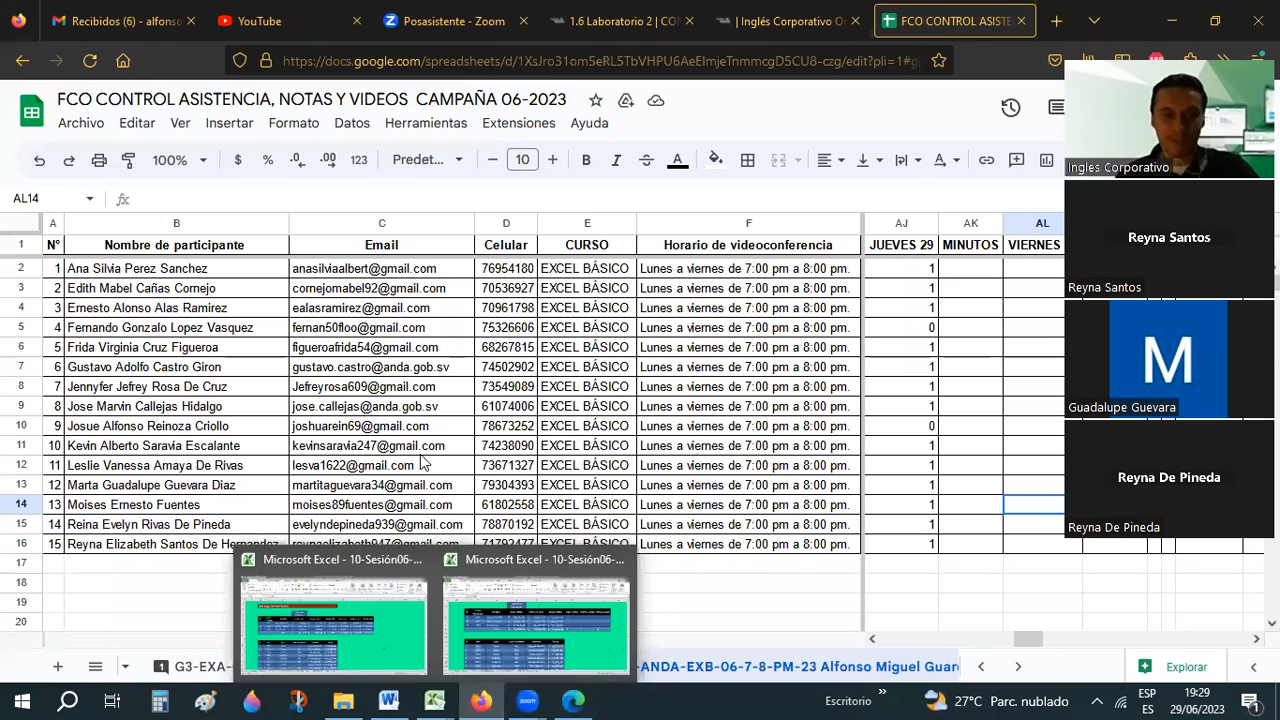 Recibidos (6) - alfonso
YouTube
Posasistente - Zoom
1.6 Laboratorio 2 | CON
| Inglés Corporativo On
FCO CONTROL ASISTE
https://docs.google.com/spreadsheets/d/1XsJro31om5eRL5TbVHPU6AeEImjeTnmmcgD5CU8-czg/edit?pli=1#g
FCO CONTROL ASISTENCIA, NOTAS Y VIDEOS CAMPAÑA 06-2023
Archivo Editar Ver Insertar Formato Datos Herramientas Extensiones Ayuda
100% $ % .0 .00 123 Predet... 10 B I A
AL14 fx
A B C D E F AJ AK AL
1 N° Nombre de participante Email Celular CURSO Horario de videoconferencia JUEVES 29 MINUTOS VIERNES
2 1 Ana Silvia Perez Sanchez anasilviaalbert@gmail.com 76954180 EXCEL BÁSICO Lunes a viernes de 7:00 pm a 8:00 pm. 1
3 2 Edith Mabel Cañas Cornejo cornejomabel92@gmail.com 70536927 EXCEL BÁSICO Lunes a viernes de 7:00 pm a 8:00 pm. 1
4 3 Ernesto Alonso Alas Ramirez ealasramirez@gmail.com 70961798 EXCEL BÁSICO Lunes a viernes de 7:00 pm a 8:00 pm. 1
5 4 Fernando Gonzalo Lopez Vasquez fernan50floo@gmail.com 75326606 EXCEL BÁSICO Lunes a viernes de 7:00 pm a 8:00 pm. 0
6 5 Frida Virginia Cruz Figueroa figueroafrida54@gmail.com 68267815 EXCEL BÁSICO Lunes a viernes de 7:00 pm a 8:00 pm. 1
7 6 Gustavo Adolfo Castro Giron gustavo.castro@anda.gob.sv 74502902 EXCEL BÁSICO Lunes a viernes de 7:00 pm a 8:00 pm. 1
8 7 Jennyfer Jefrey Rosa De Cruz Jefreyrosa609@gmail.com 73549089 EXCEL BÁSICO Lunes a viernes de 7:00 pm a 8:00 pm. 1
9 8 Jose Marvin Callejas Hidalgo jose.callejas@anda.gob.sv 61074006 EXCEL BÁSICO Lunes a viernes de 7:00 pm a 8:00 pm. 1
10 9 Josue Alfonso Reinoza Criollo joshuarein69@gmail.com 78673252 EXCEL BÁSICO Lunes a viernes de 7:00 pm a 8:00 pm. 0
11 10 Kevin Alberto Saravia Escalante kevinsaravia247@gmail.com 74238090 EXCEL BÁSICO Lunes a viernes de 7:00 pm a 8:00 pm. 1
12 11 Leslie Vanessa Amaya De Rivas lesva1622@gmail.com 73671327 EXCEL BÁSICO Lunes a viernes de 7:00 pm a 8:00 pm. 1
13 12 Marta Guadalupe Guevara Diaz martitaguevara34@gmail.com 79304393 EXCEL BÁSICO Lunes a viernes de 7:00 pm a 8:00 pm. 1
14 13 Moises Ernesto Fuentes moises89fuentes@gmail.com 61802558 EXCEL BÁSICO Lunes a viernes de 7:00 pm a 8:00 pm. 1
15 14 Reina Evelyn Rivas De Pineda evelyndepineda939@gmail.com 78870192 EXCEL BÁSICO Lunes a viernes de 7:00 pm a 8:00 pm. 1
16 15 Reyna Elizabeth Santos De Hernandez reynaelizabeth947@gmail.com 71792477 EXCEL BÁSICO Lunes a viernes de 7:00 pm a 8:00 pm. 1
17
18
19
20
Ingles Corporativo
Reyna Santos
Reyna Santos
M
Guadalupe Guevara
Reyna De Pineda
Reyna De Pineda
Microsoft Excel - 10-Sesión06-...
Microsoft Excel - 10-Sesión06-...
1 G3-EXA
ANDA-EXB-06-7-8-PM-23 Alfonso Miguel Guar
Explorar
Escritorio
27°C Parc. nublado
ESP
ES
19:29
29/06/2023
1